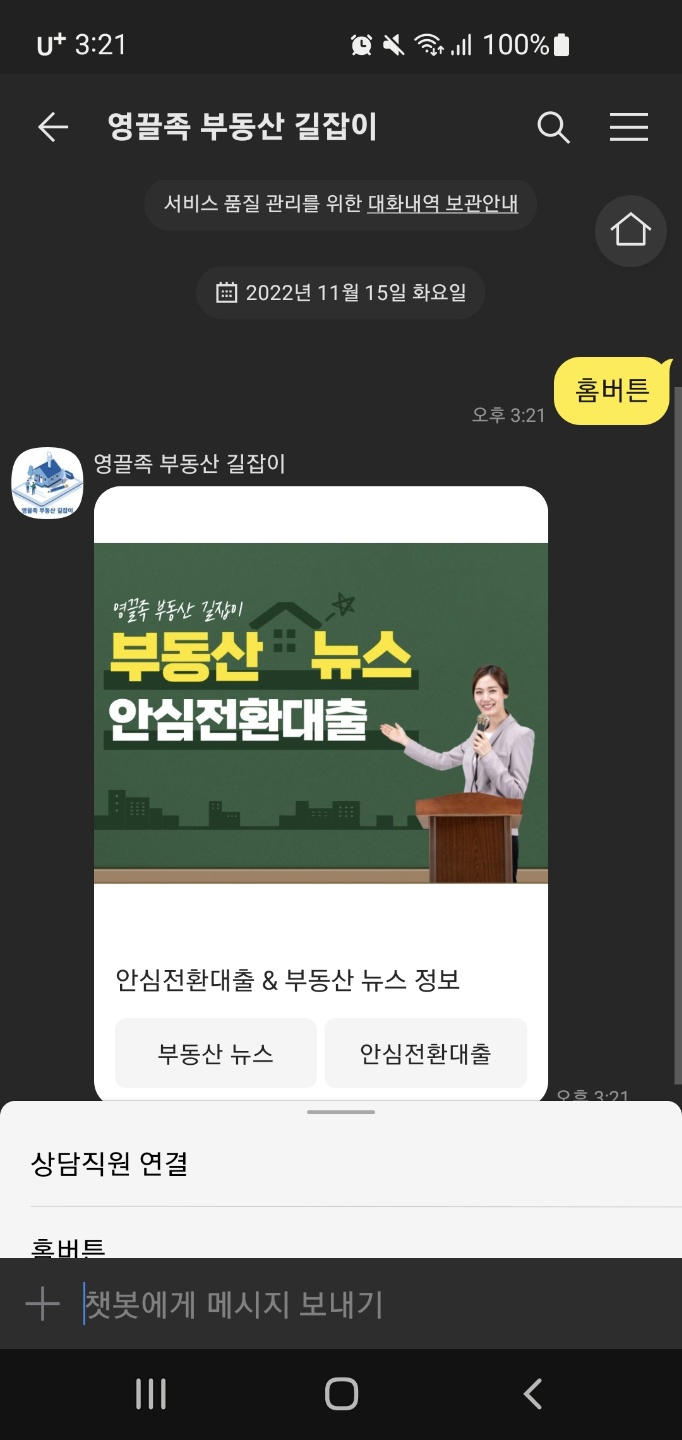 U+ 3:21 100%
영끌족 부동산 길잡이
서비스 품질 관리를 위한 대화내역 보관안내
2022년 11월 15일 화요일
홈버튼
오후 3:21
영끌족 부동산 길잡이
영끌족 부동산 길잡이
영끌족 부동산 길잡이
부동산 뉴스
안심전환대출
안심전환대출 & 부동산 뉴스 정보
부동산 뉴스 안심전환대출
오후 3:21
상담직원 연결
홈버튼
챗봇에게 메시지 보내기